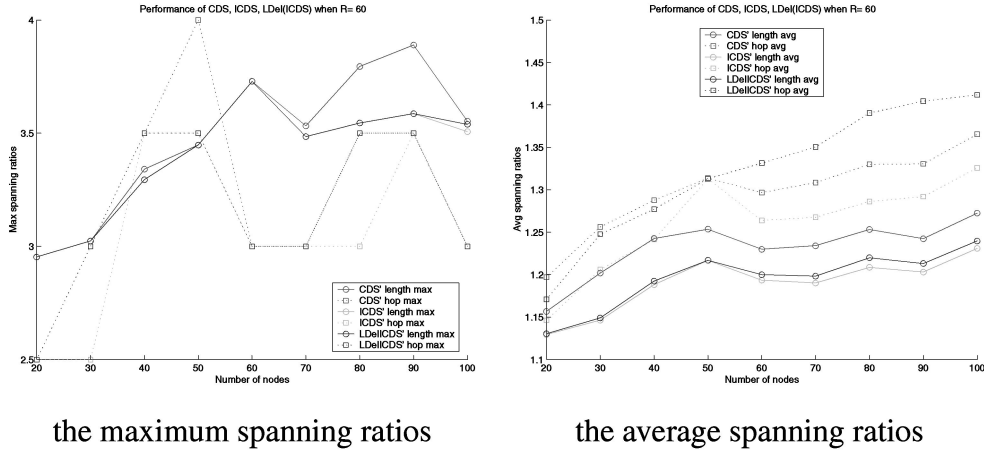 Performance of CDS, ICDS, LDel(ICDS) when R= 60
4
3.5
3
2.5
Max spanning ratios
CDS' length max
CDS' hop max
ICDS' length max
ICDS' hop max
LDelICDS' length max
LDelICDS' hop max
20 30 40 50 60 70 80 90 100
Number of nodes
the maximum spanning ratios
Performance of CDS, ICDS, LDel(ICDS) when R= 60
1.5
1.45
1.4
1.35
1.3
1.25
1.2
1.15
1.1
Avg spanning ratios
CDS' length avg
CDS' hop avg
ICDS' length avg
ICDS' hop avg
LDelICDS' length avg
LDelICDS' hop avg
20 30 40 50 60 70 80 90 100
Number of nodes
the average spanning ratios